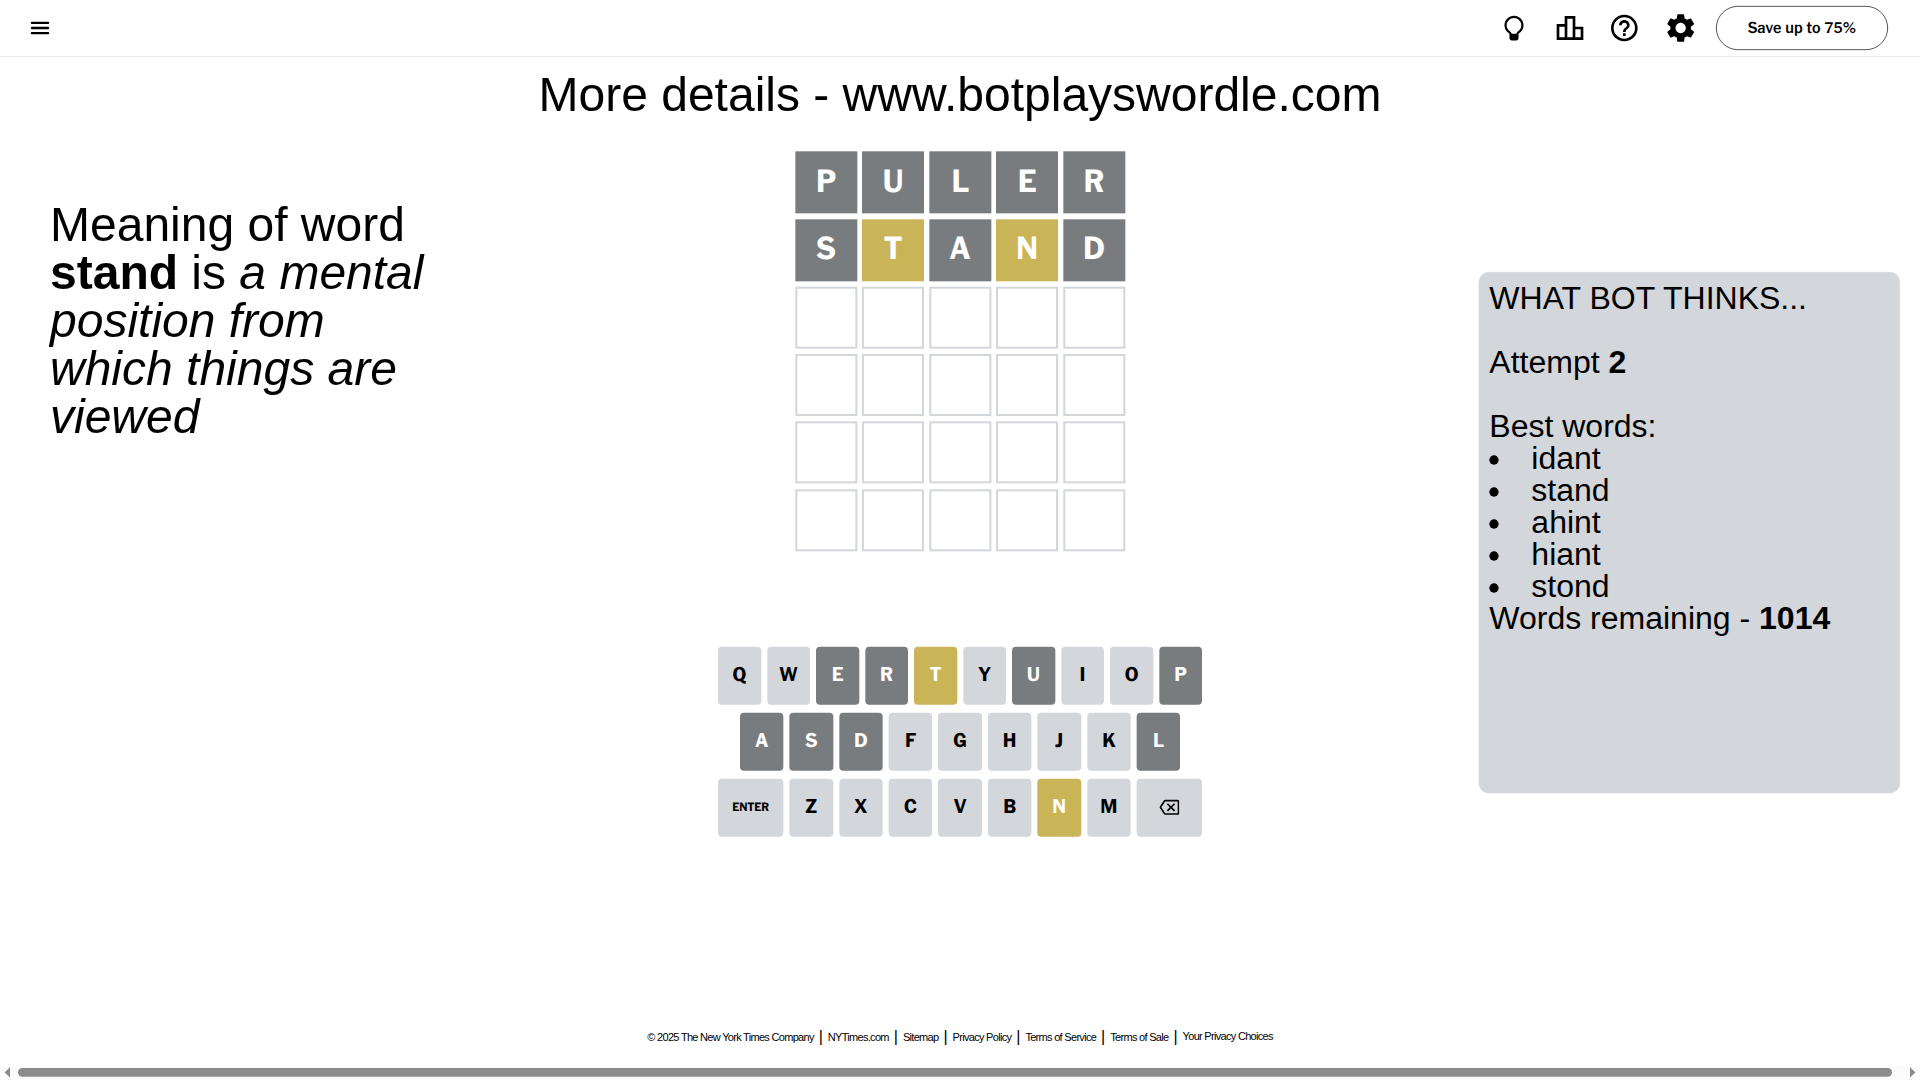 Save up to 75%
More details - www.botplayswordle.com
Meaning of word
stand is a mental
position from
which things are
viewed
P U L E R
S T A N D
WHAT BOT THINKS...
Attempt 2
Best words:
• idant
• stand
• ahint
• hiant
• stond
Words remaining - 1014
Q W E R T Y U I O P
A S D F G H J K L
ENTER Z X C V B N M
© 2025 The New York Times Company | NYTimes.com | Sitemap | Privacy Policy | Terms of Service | Terms of Sale | Your Privacy Choices